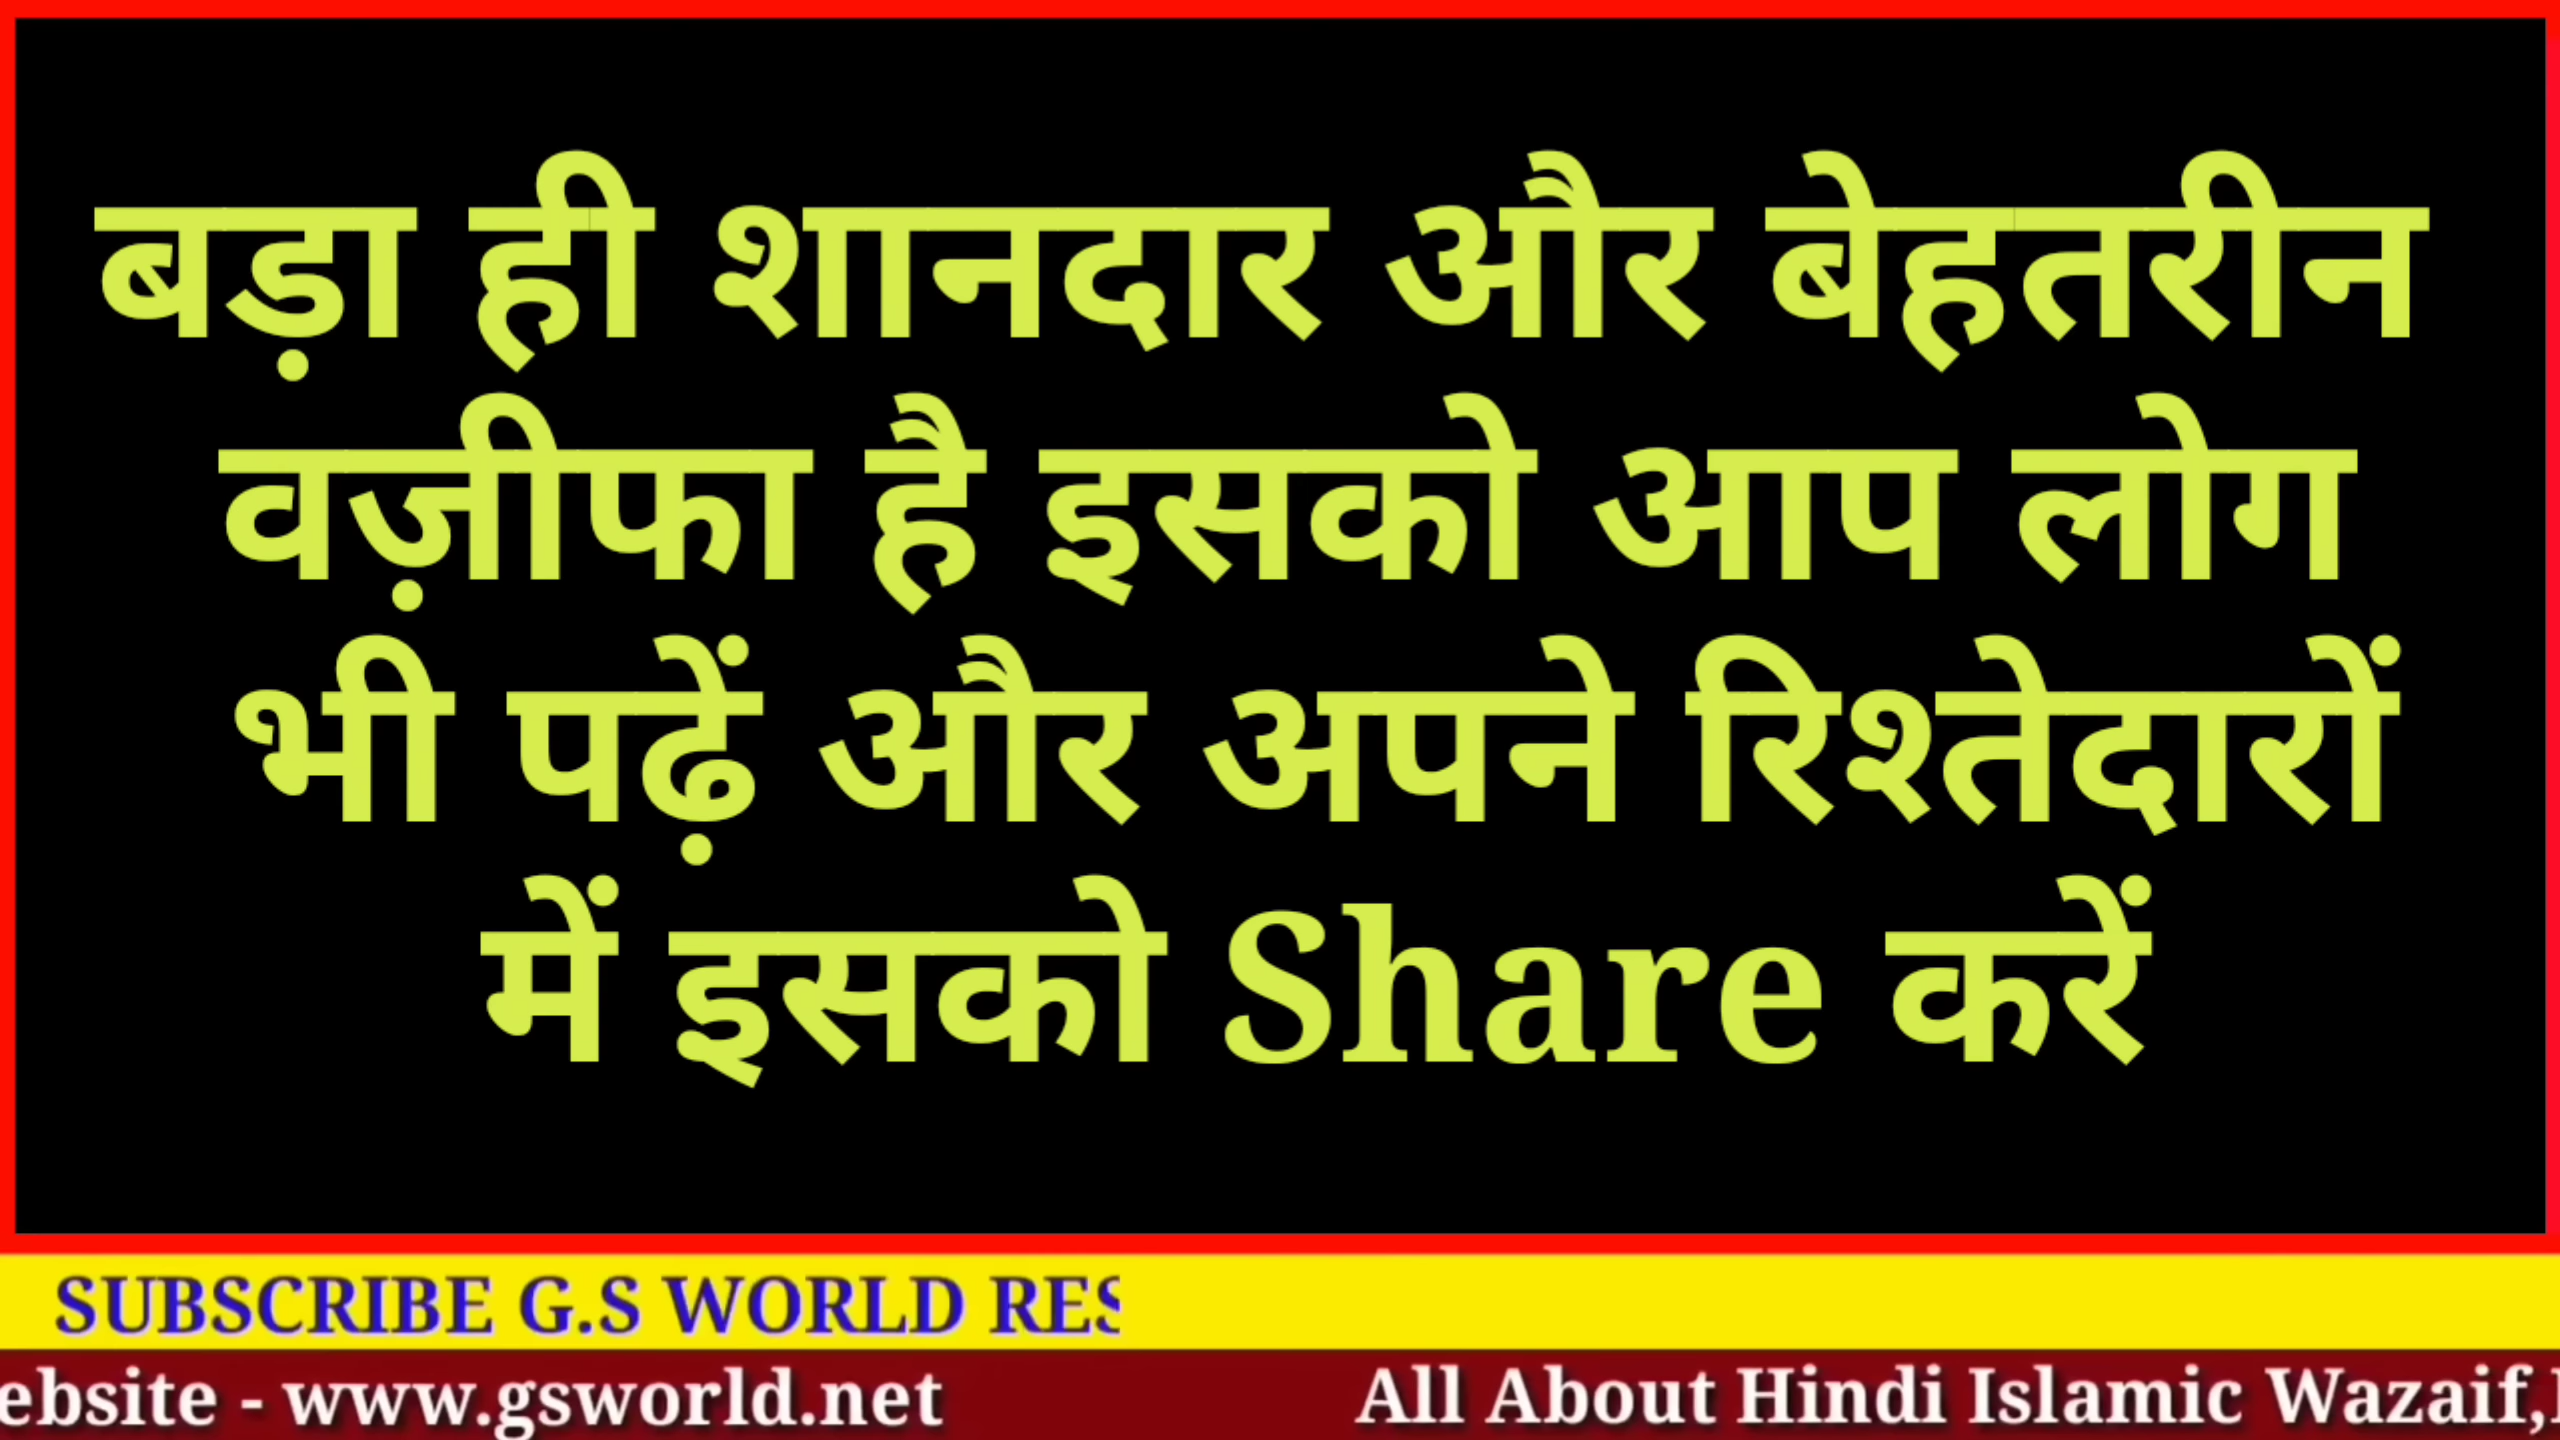 बड़ा ही शानदार और बेहतरीन
वज़ीफा है इसको आप लोग
भी पढ़ें और अपने रिश्तेदारों
में इसको Share करें
SUBSCRIBE G.S WORLD RES
ebsite - www.gsworld.net All About Hindi Islamic Wazaif,